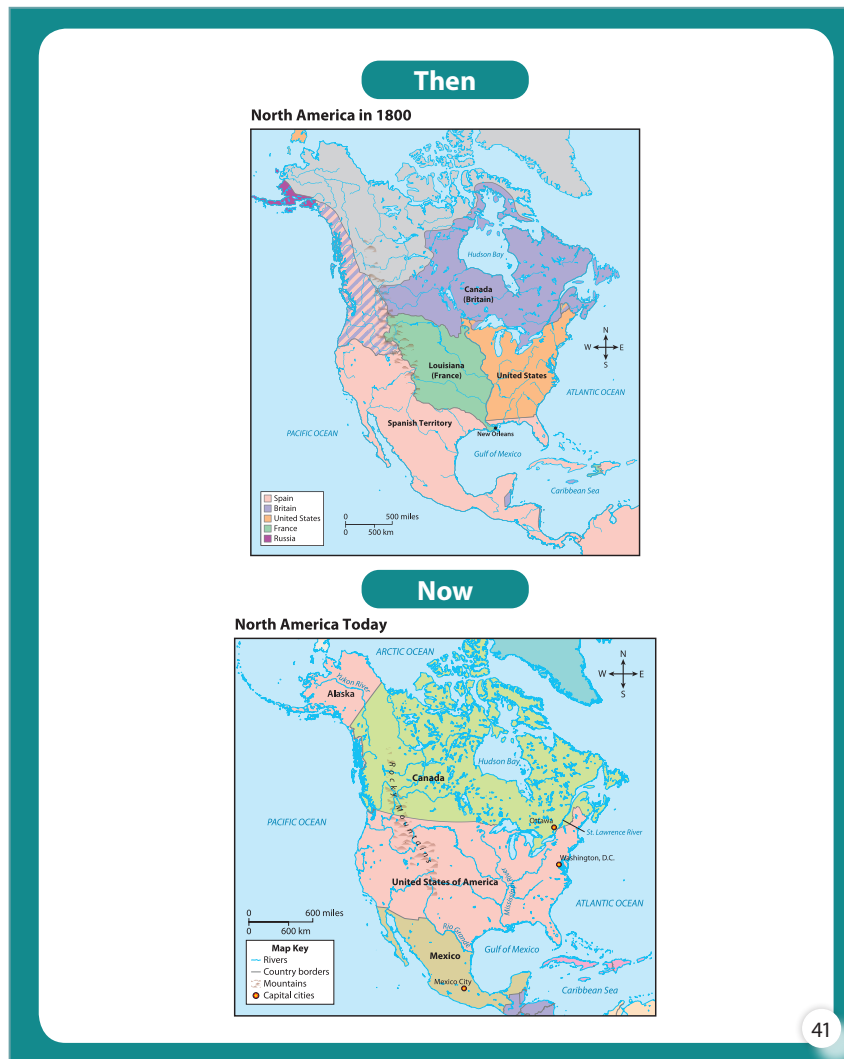 Then
North America in 1800
Hudson Bay
Canada
(Britain)
N
W E
S
Louisiana
(France)
United States
ATLANTIC OCEAN
Spanish Territory
PACIFIC OCEAN
New Orleans
Gulf of Mexico
Caribbean Sea
Spain
Britain
United States
France
Russia
0 500 miles
0 500 km
Now
North America Today
ARCTIC OCEAN
N
W E
S
Yukon River
Alaska
Hudson Bay
Rocky Mountains
Canada
PACIFIC OCEAN
Ottawa
St. Lawrence River
Washington, D.C.
United States of America
Mississippi River
ATLANTIC OCEAN
0 600 miles
0 600 km
Rio Grande
Gulf of Mexico
Mexico
Mexico City
Caribbean Sea
Map Key
Rivers
Country borders
Mountains
Capital cities
41